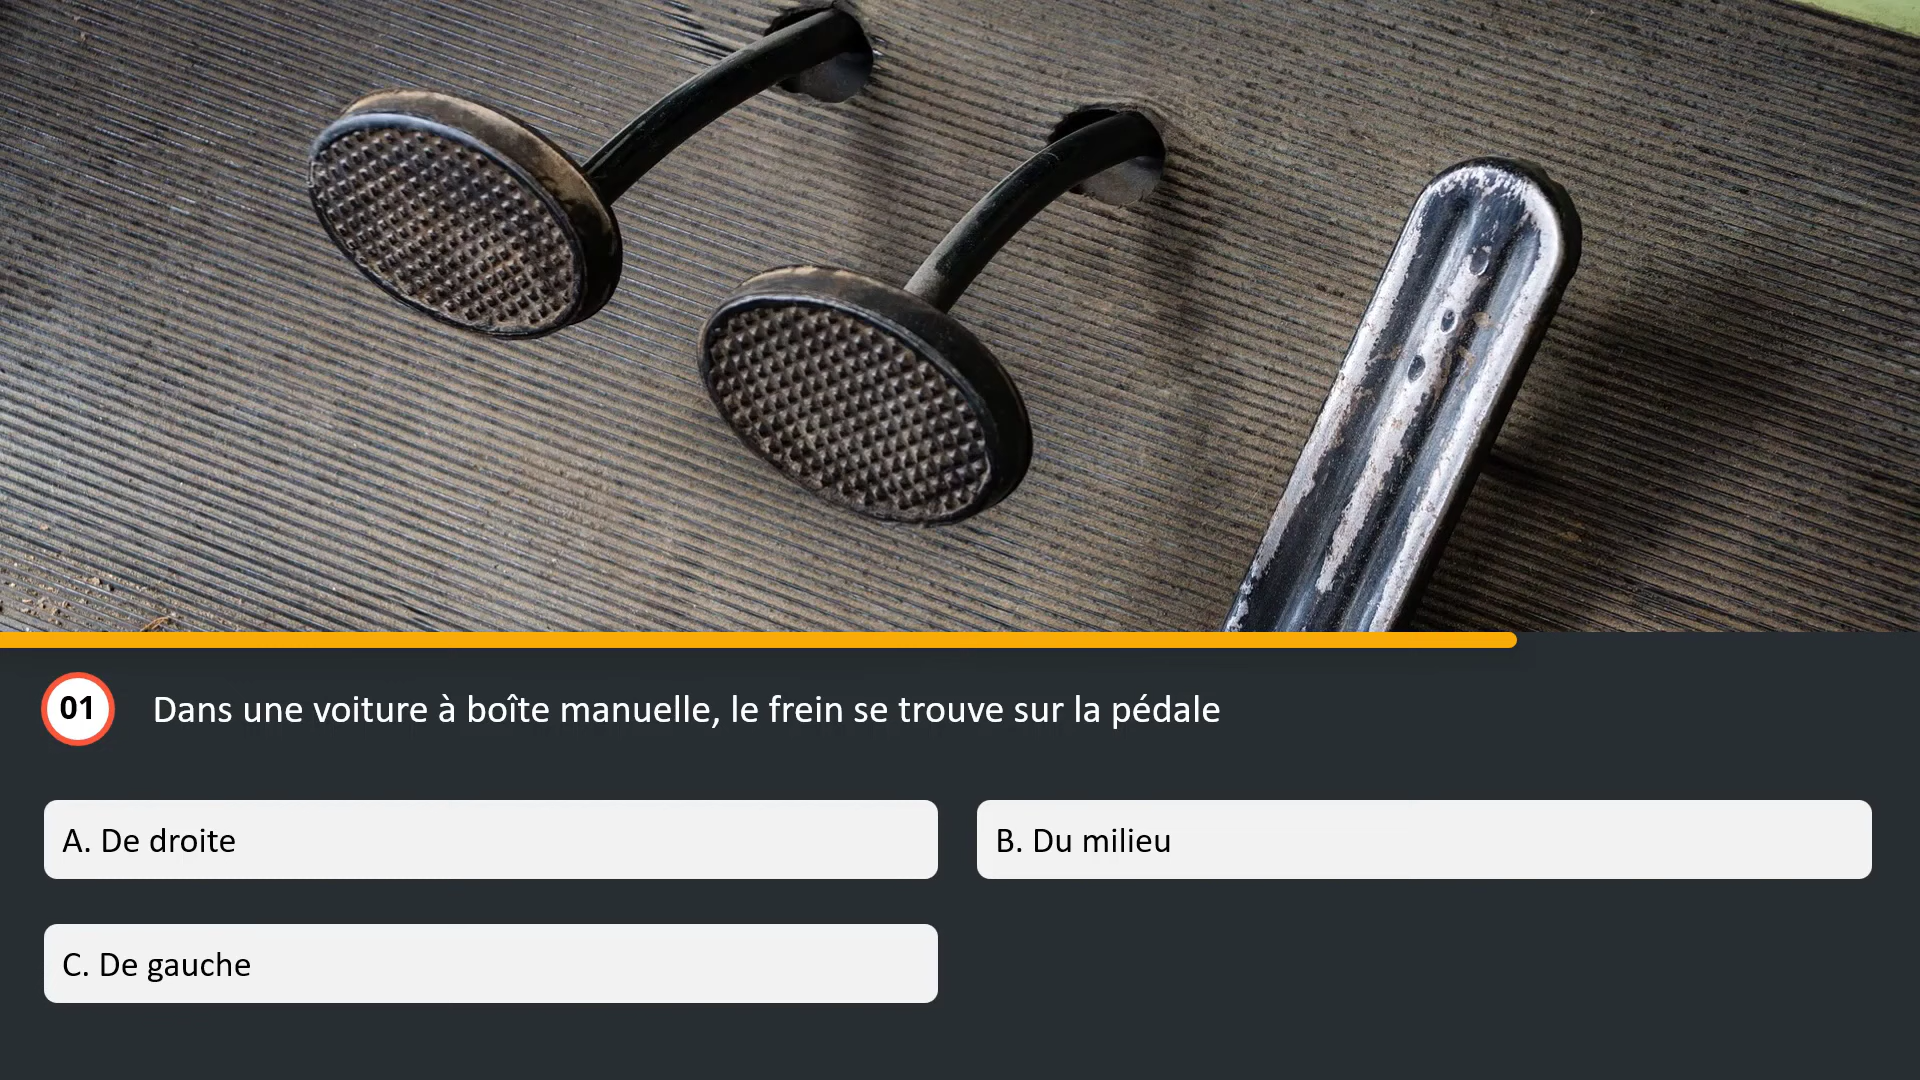 01
Dans une voiture à boîte manuelle, le frein se trouve sur la pédale
A. De droite
B. Du milieu
C. De gauche